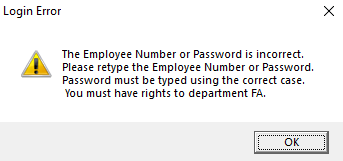 Login Error
The Employee Number or Password is incorrect.
Please retype the Employee Number or Password.
Password must be typed using the correct case.
You must have rights to department FA.
OK